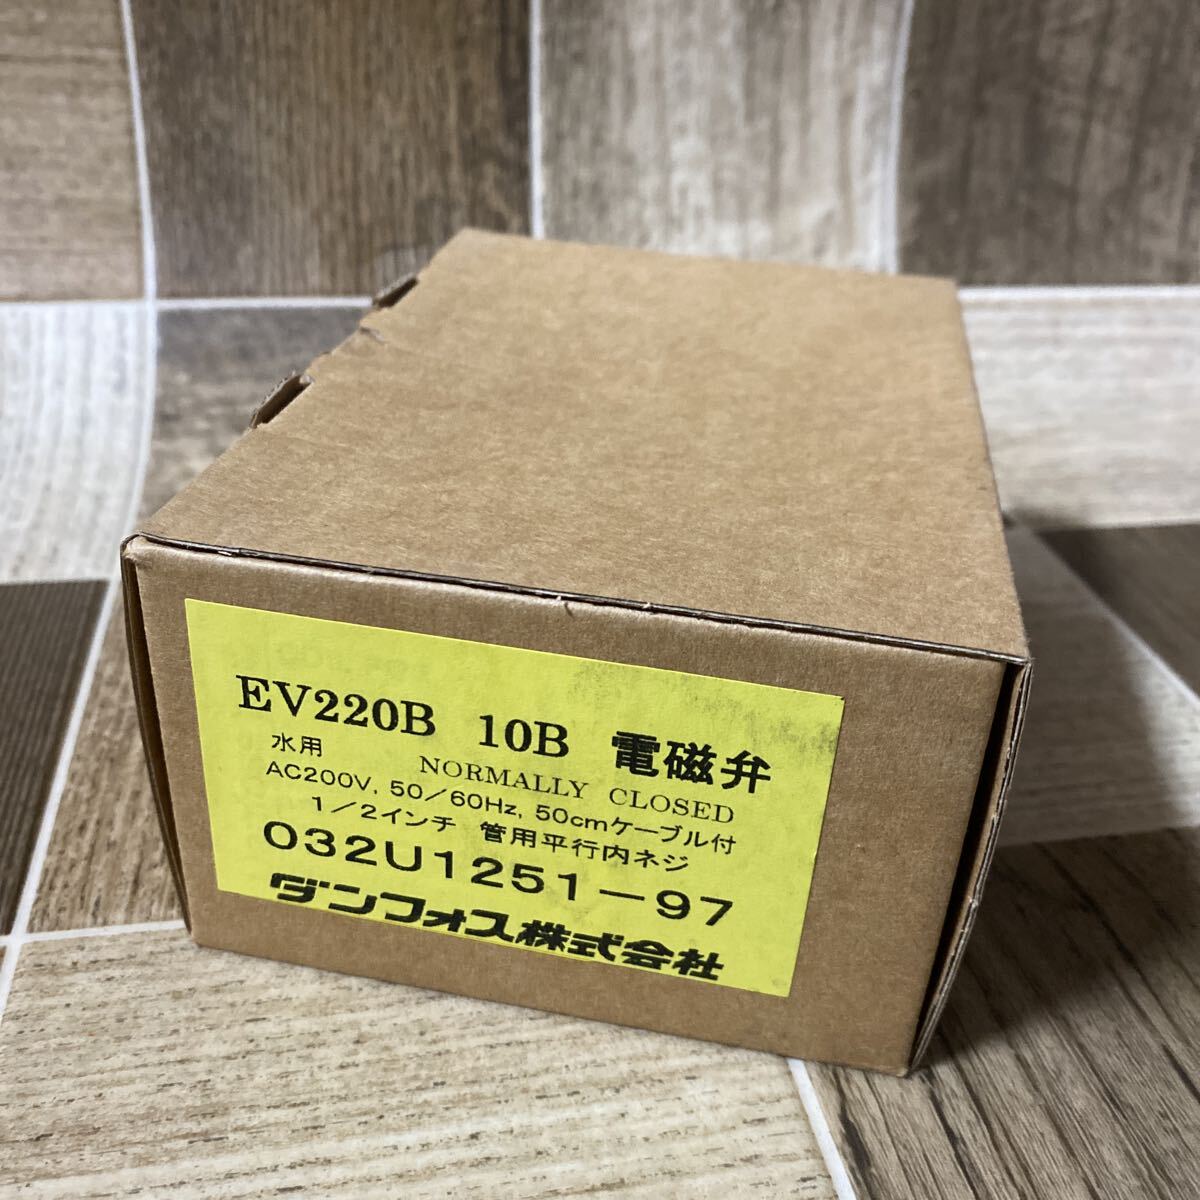 EV220B 10B 電磁弁
水用 NORMALLY CLOSED
AC200V, 50/60Hz, 50cmケーブル付
1/2インチ 管用平行内ネジ
032U1251-97
ダンフォス株式会社